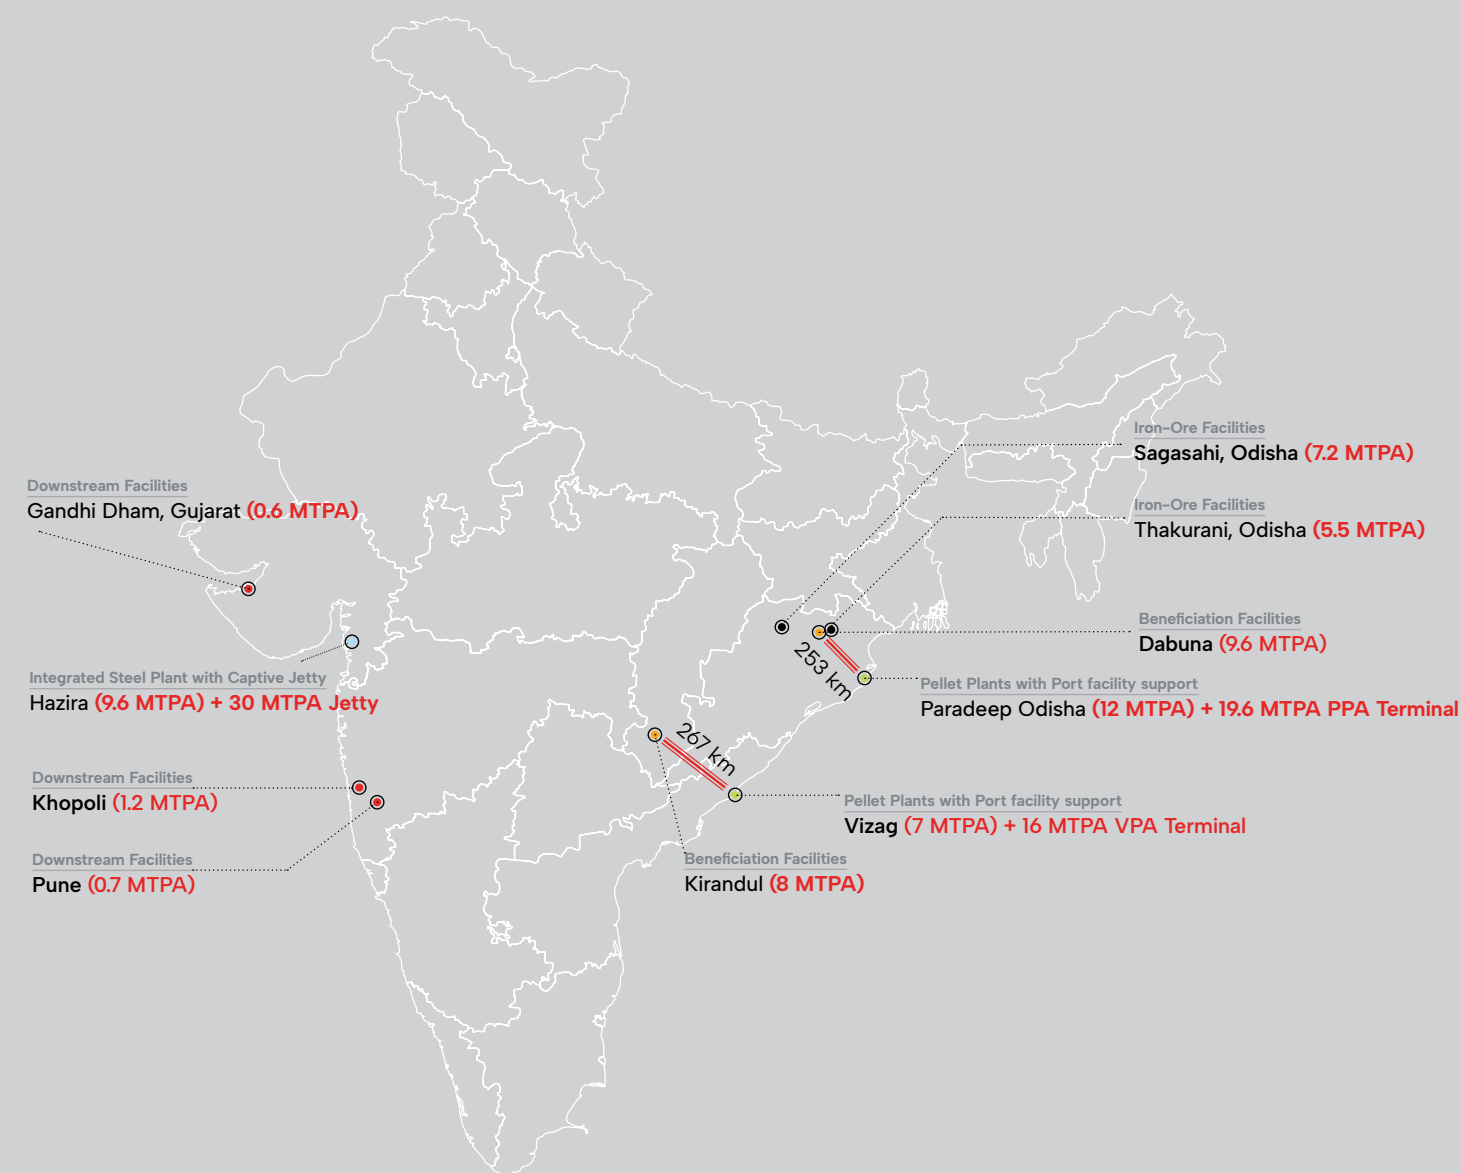 Iron-Ore Facilities
Sagasahi, Odisha (7.2 MTPA)
Downstream Facilities
Gandhi Dham, Gujarat (0.6 MTPA)
Iron-Ore Facilities
Thakurani, Odisha (5.5 MTPA)
Beneficiation Facilities
Dabuna (9.6 MTPA)
253 km
Integrated Steel Plant with Captive Jetty
Hazira (9.6 MTPA) + 30 MTPA Jetty
Pellet Plants with Port facility support
Paradeep Odisha (12 MTPA) + 19.6 MTPA PPA Terminal
267 km
Downstream Facilities
Khopoli (1.2 MTPA)
Pellet Plants with Port facility support
Vizag (7 MTPA) + 16 MTPA VPA Terminal
Downstream Facilities
Pune (0.7 MTPA)
Beneficiation Facilities
Kirandul (8 MTPA)